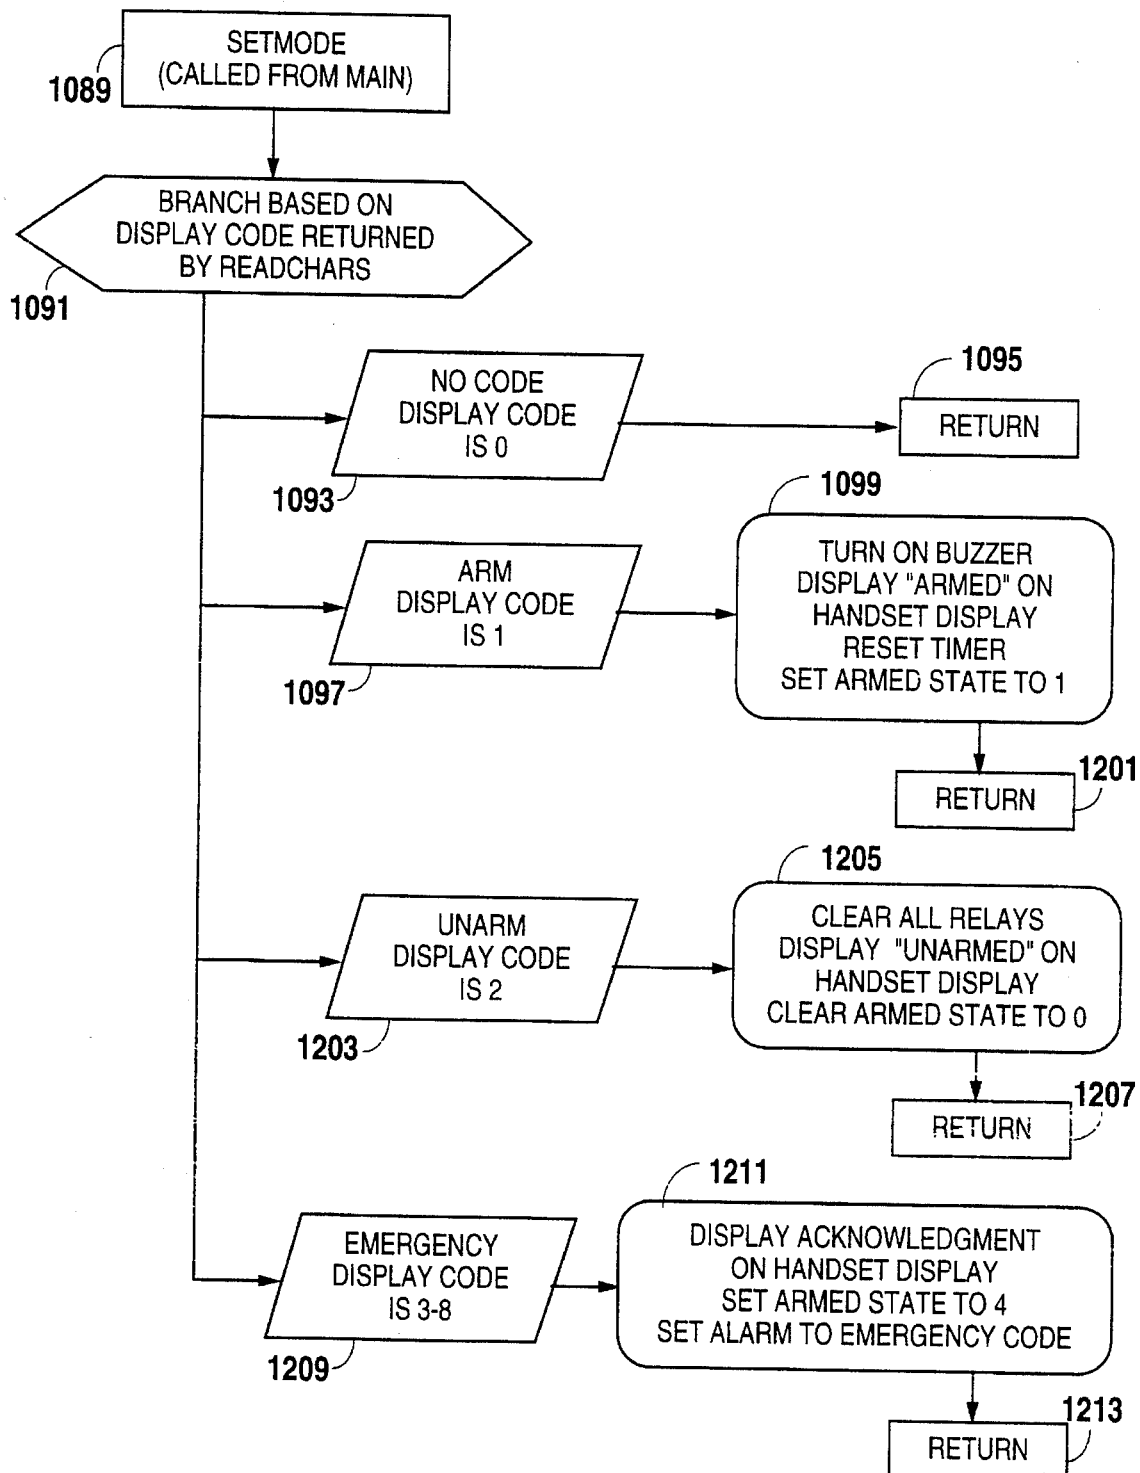 SETMODE
(CALLED FROM MAIN)
1089
BRANCH BASED ON
DISPLAY CODE RETURNED
BY READCHARS
1091
NO CODE
DISPLAY CODE
IS 0
1093
1095
RETURN
ARM
DISPLAY CODE
IS 1
1097
1099
TURN ON BUZZER
DISPLAY "ARMED" ON
HANDSET DISPLAY
RESET TIMER
SET ARMED STATE TO 1
RETURN
1201
UNARM
DISPLAY CODE
IS 2
1203
1205
CLEAR ALL RELAYS
DISPLAY "UNARMED" ON
HANDSET DISPLAY
CLEAR ARMED STATE TO 0
RETURN
1207
EMERGENCY
DISPLAY CODE
IS 3-8
1209
1211
DISPLAY ACKNOWLEDGMENT
ON HANDSET DISPLAY
SET ARMED STATE TO 4
SET ALARM TO EMERGENCY CODE
RETURN
1213